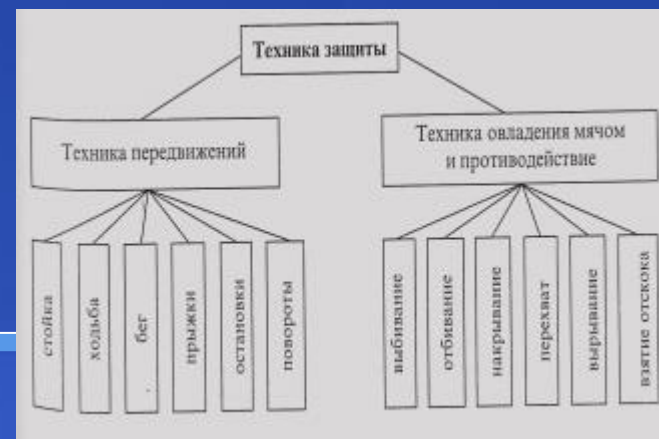 Техника защиты
Техника передвижений
Техника овладения мячом
и противодействие
стойка
ходьба
бег
прыжки
остановки
повороты
выбивание
отбивание
накрывание
перехват
вырывание
взятие отскока